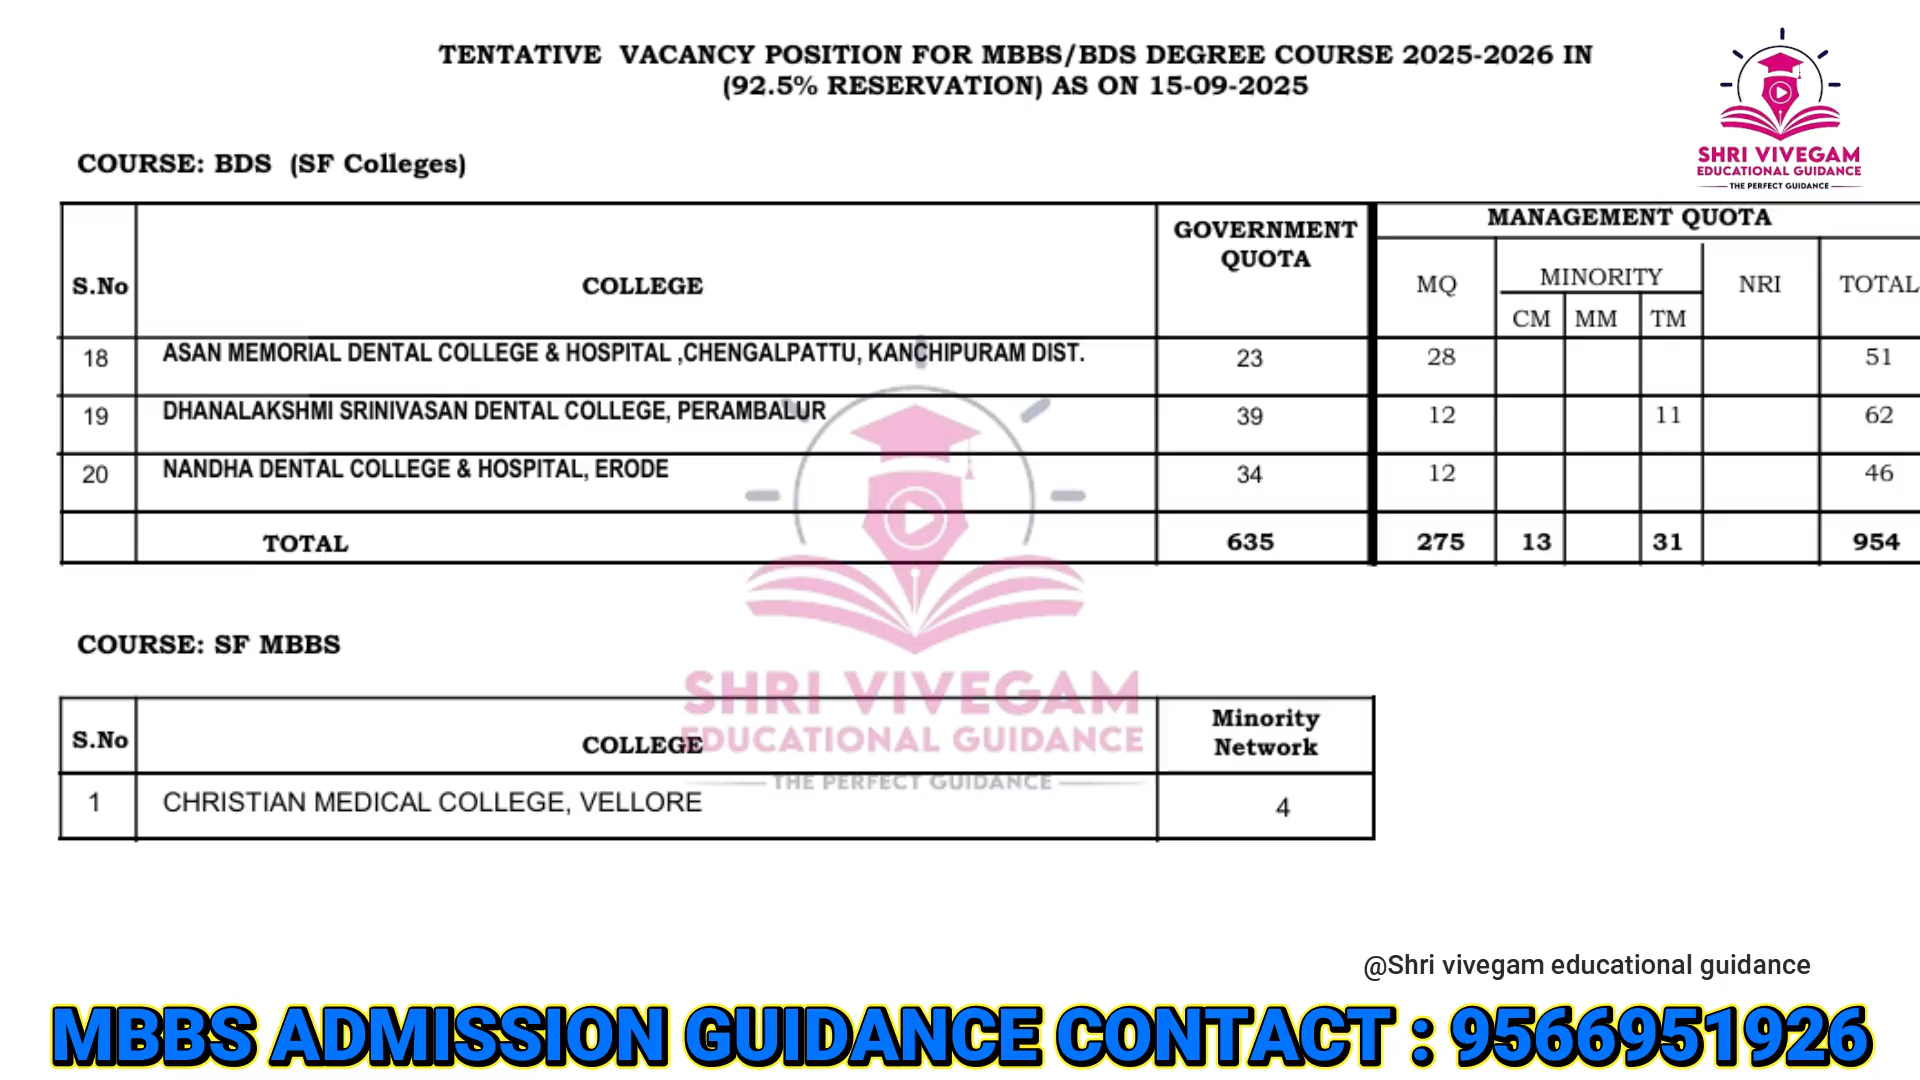 TENTATIVE VACANCY POSITION FOR MBBS/BDS DEGREE COURSE 2025-2026 IN
(92.5% RESERVATION) AS ON 15-09-2025
SHRI VIVEGAM
EDUCATIONAL GUIDANCE
THE PERFECT GUIDANCE
COURSE: BDS (SF Colleges)
S.No COLLEGE GOVERNMENT QUOTA MANAGEMENT QUOTA
MQ MINORITY NRI TOTAL
CM MM TM
18 ASAN MEMORIAL DENTAL COLLEGE & HOSPITAL ,CHENGALPATTU, KANCHIPURAM DIST. 23 28 51
19 DHANALAKSHMI SRINIVASAN DENTAL COLLEGE, PERAMBALUR 39 12 11 62
20 NANDHA DENTAL COLLEGE & HOSPITAL, ERODE 34 12 46
TOTAL 635 275 13 31 954
COURSE: SF MBBS
SHRI VIVEGAM
EDUCATIONAL GUIDANCE
THE PERFECT GUIDANCE
S.No COLLEGE Minority Network
1 CHRISTIAN MEDICAL COLLEGE, VELLORE 4
@Shri vivegam educational guidance
MBBS ADMISSION GUIDANCE CONTACT : 9566951926